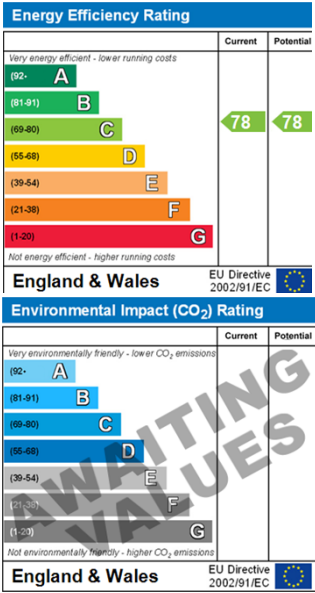 Energy Efficiency Rating
Current Potential
Very energy efficient - lower running costs
(92- A
(81-91) B
(69-80) C
78 78
(55-68) D
(39-54) E
(21-38) F
(1-20) G
Not energy efficient - higher running costs
England & Wales
EU Directive
2002/91/EC
Environmental Impact (CO₂) Rating
Current Potential
Very environmentally friendly - lower CO₂ emissions
(92- A
(81-91) B
(69-80) C
(55-68) D
(39-54) E
(21-38) F
(1-20) G
AWAITING
VALUES
Not environmentally friendly - higher CO₂ emissions
England & Wales
EU Directive
2002/91/EC